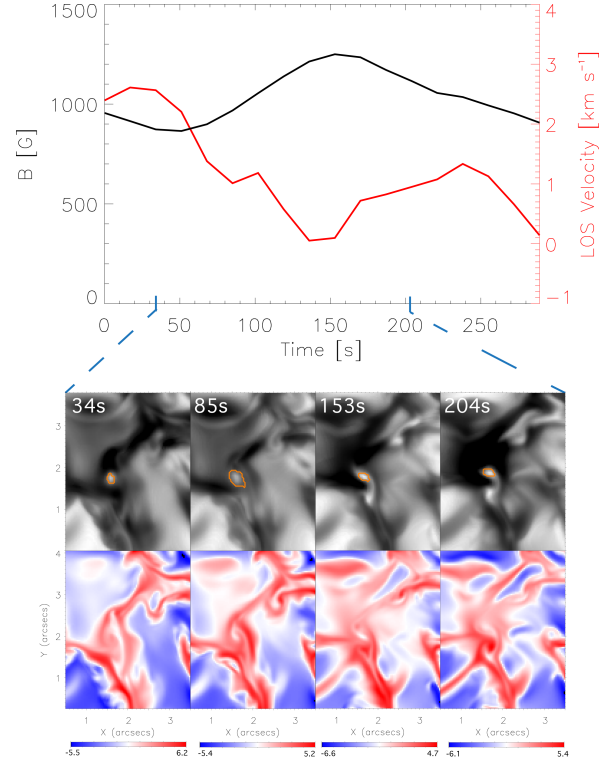 1500
1000
500
0
B [G]
4
3
2
1
0
−1
LOS Velocity [km s⁻¹]
0 50 100 150 200 250
Time [s]
34s 85s 153s 204s
3
2
1
4
3
2
1
Y (arcsecs)
1 2 3 1 2 3 1 2 3 1 2 3
X (arcsecs) X (arcsecs) X (arcsecs) X (arcsecs)
-5.5 6.2 -5.4 5.2 -6.6 4.7 -6.1 5.4